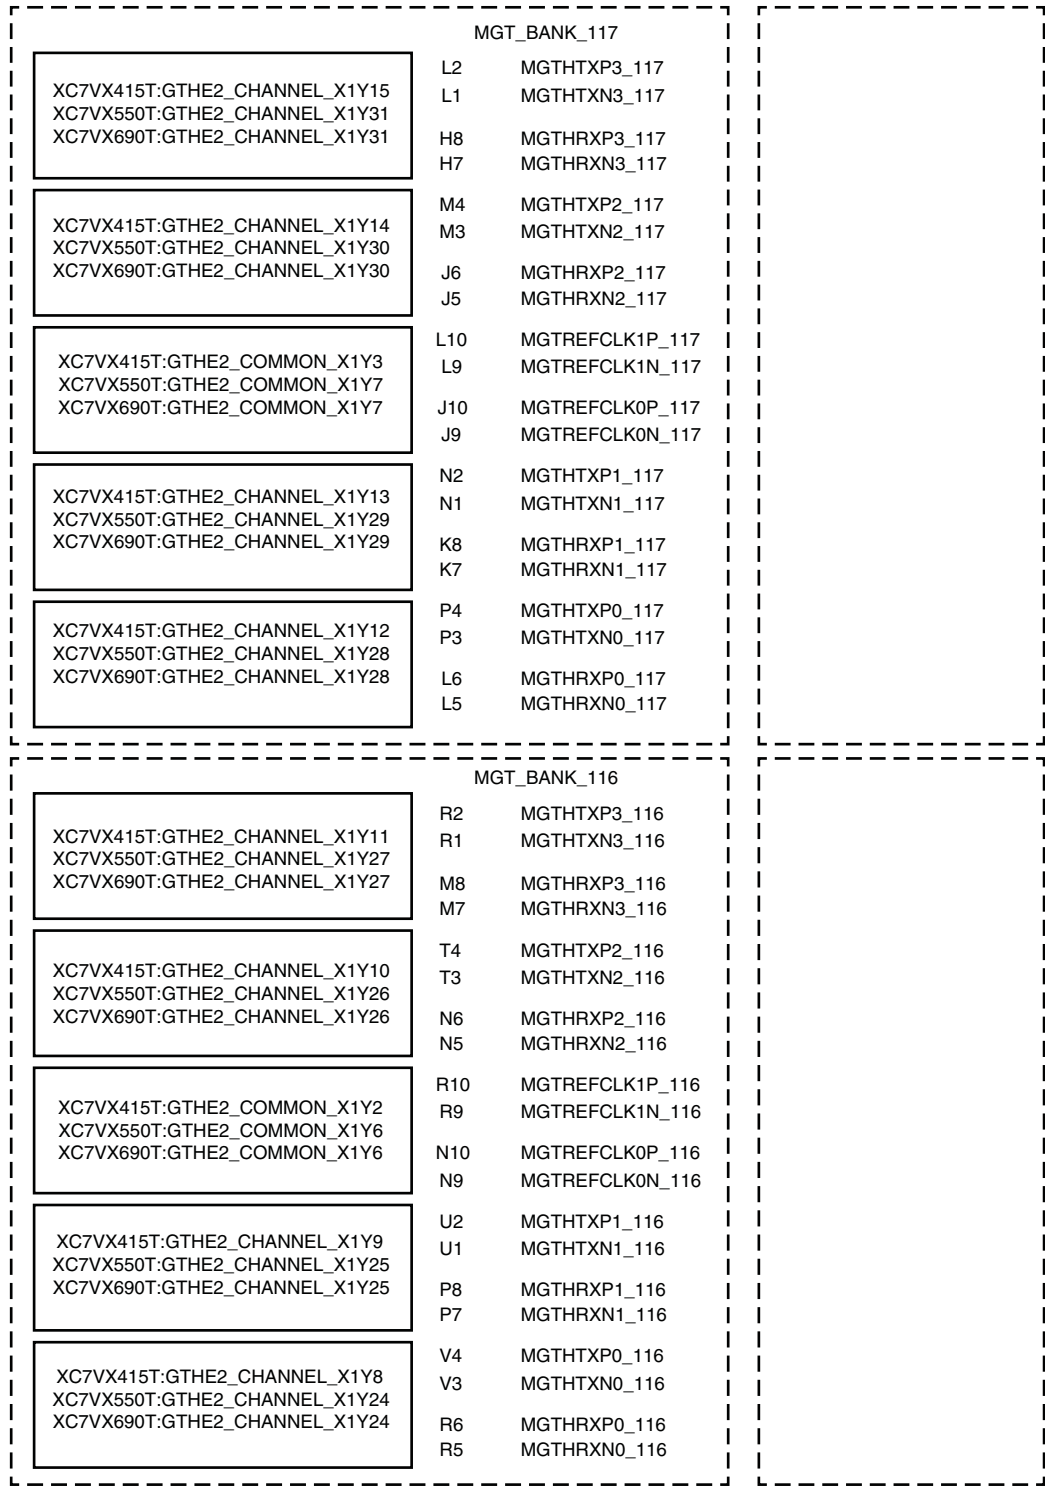 MGT_BANK_117
XC7VX415T:GTHE2_CHANNEL_X1Y15
XC7VX550T:GTHE2_CHANNEL_X1Y31
XC7VX690T:GTHE2_CHANNEL_X1Y31
L2 MGTHTXP3_117
L1 MGTHTXN3_117
H8 MGTHRXP3_117
H7 MGTHRXN3_117
XC7VX415T:GTHE2_CHANNEL_X1Y14
XC7VX550T:GTHE2_CHANNEL_X1Y30
XC7VX690T:GTHE2_CHANNEL_X1Y30
M4 MGTHTXP2_117
M3 MGTHTXN2_117
J6 MGTHRXP2_117
J5 MGTHRXN2_117
XC7VX415T:GTHE2_COMMON_X1Y3
XC7VX550T:GTHE2_COMMON_X1Y7
XC7VX690T:GTHE2_COMMON_X1Y7
L10 MGTREFCLK1P_117
L9 MGTREFCLK1N_117
J10 MGTREFCLK0P_117
J9 MGTREFCLK0N_117
XC7VX415T:GTHE2_CHANNEL_X1Y13
XC7VX550T:GTHE2_CHANNEL_X1Y29
XC7VX690T:GTHE2_CHANNEL_X1Y29
N2 MGTHTXP1_117
N1 MGTHTXN1_117
K8 MGTHRXP1_117
K7 MGTHRXN1_117
XC7VX415T:GTHE2_CHANNEL_X1Y12
XC7VX550T:GTHE2_CHANNEL_X1Y28
XC7VX690T:GTHE2_CHANNEL_X1Y28
P4 MGTHTXP0_117
P3 MGTHTXN0_117
L6 MGTHRXP0_117
L5 MGTHRXN0_117
MGT_BANK_116
XC7VX415T:GTHE2_CHANNEL_X1Y11
XC7VX550T:GTHE2_CHANNEL_X1Y27
XC7VX690T:GTHE2_CHANNEL_X1Y27
R2 MGTHTXP3_116
R1 MGTHTXN3_116
M8 MGTHRXP3_116
M7 MGTHRXN3_116
XC7VX415T:GTHE2_CHANNEL_X1Y10
XC7VX550T:GTHE2_CHANNEL_X1Y26
XC7VX690T:GTHE2_CHANNEL_X1Y26
T4 MGTHTXP2_116
T3 MGTHTXN2_116
N6 MGTHRXP2_116
N5 MGTHRXN2_116
XC7VX415T:GTHE2_COMMON_X1Y2
XC7VX550T:GTHE2_COMMON_X1Y6
XC7VX690T:GTHE2_COMMON_X1Y6
R10 MGTREFCLK1P_116
R9 MGTREFCLK1N_116
N10 MGTREFCLK0P_116
N9 MGTREFCLK0N_116
XC7VX415T:GTHE2_CHANNEL_X1Y9
XC7VX550T:GTHE2_CHANNEL_X1Y25
XC7VX690T:GTHE2_CHANNEL_X1Y25
U2 MGTHTXP1_116
U1 MGTHTXN1_116
P8 MGTHRXP1_116
P7 MGTHRXN1_116
XC7VX415T:GTHE2_CHANNEL_X1Y8
XC7VX550T:GTHE2_CHANNEL_X1Y24
XC7VX690T:GTHE2_CHANNEL_X1Y24
V4 MGTHTXP0_116
V3 MGTHTXN0_116
R6 MGTHRXP0_116
R5 MGTHRXN0_116